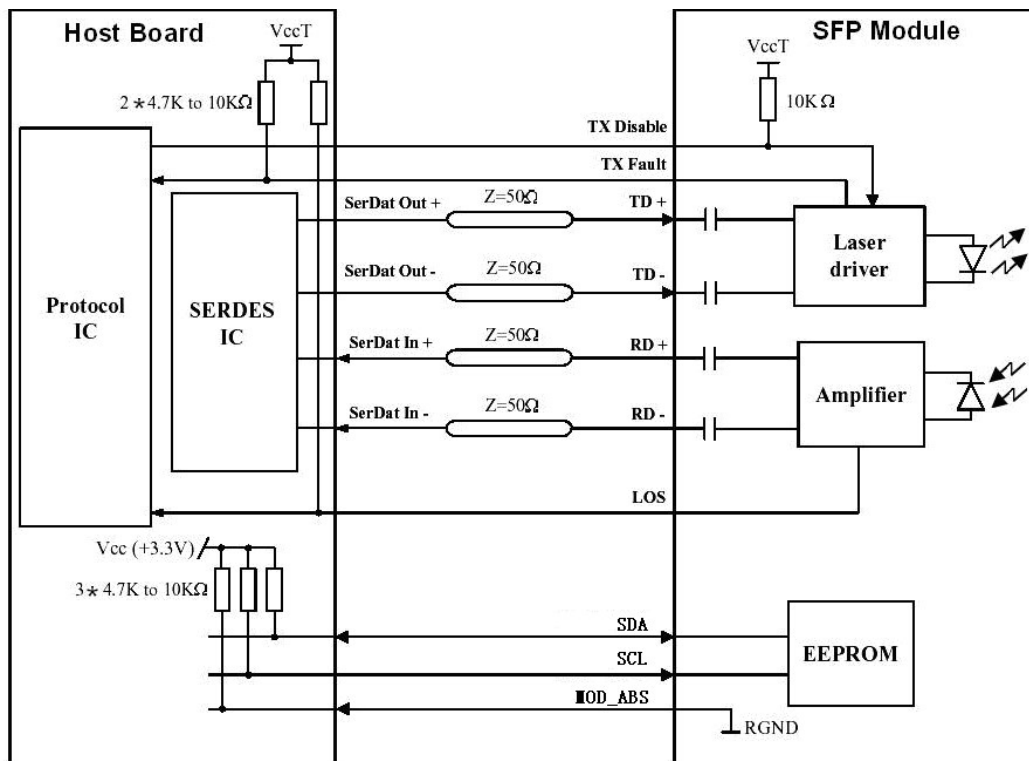 Host Board
SFP Module
VccT
VccT
2*4.7K to 10KΩ
10KΩ
TX Disable
TX Fault
SerDat Out +
Z=50Ω
TD +
Laser
driver
SerDat Out -
Z=50Ω
TD -
Protocol
IC
SERDES
IC
SerDat In +
Z=50Ω
RD +
Amplifier
SerDat In -
Z=50Ω
RD -
LOS
Vcc (+3.3V)
3* 4.7K to 10KΩ
SDA
EEPROM
SCL
MOD_ABS
RGND